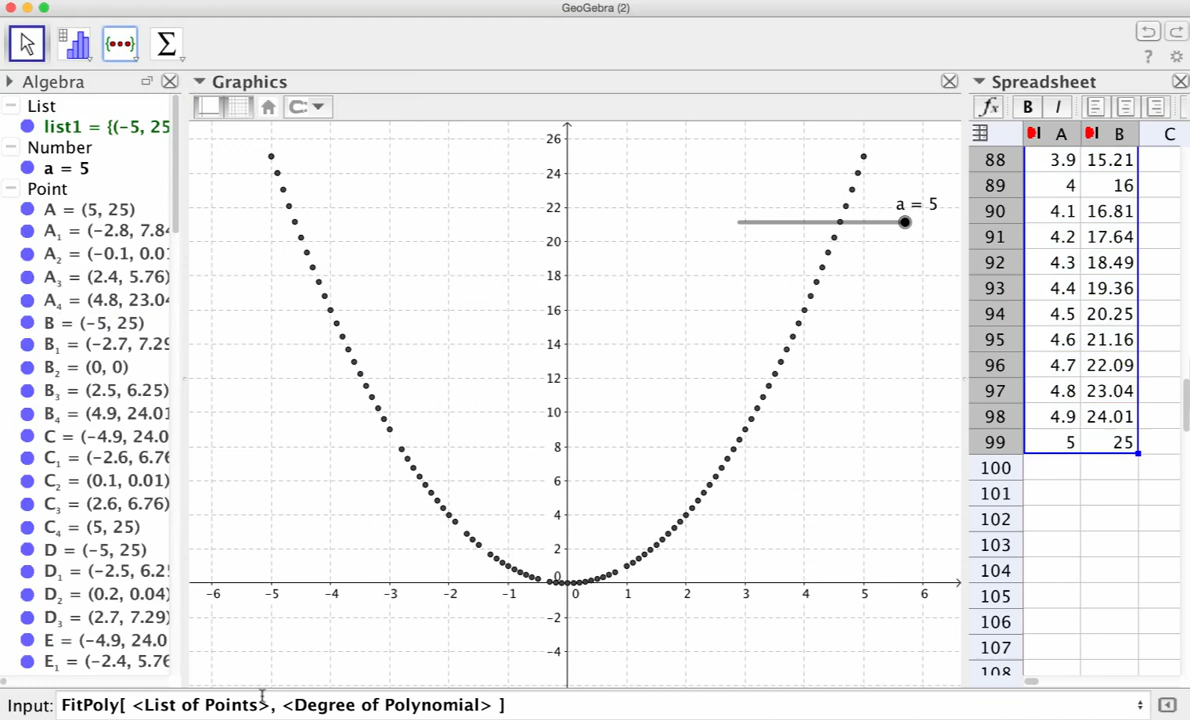 GeoGebra (2)
Algebra
Graphics
Spreadsheet
List
list1 = {(-5, 25
Number
a = 5
Point
A = (5, 25)
A₁ = (-2.8, 7.84
A₂ = (-0.1, 0.01
A₃ = (2.4, 5.76)
A₄ = (4.8, 23.04
B = (-5, 25)
B₁ = (-2.7, 7.29
B₂ = (0, 0)
B₃ = (2.5, 6.25)
B₄ = (4.9, 24.01
C = (-4.9, 24.0
C₁ = (-2.6, 6.76
C₂ = (0.1, 0.01)
C₃ = (2.6, 6.76)
C₄ = (5, 25)
D = (-5, 25)
D₁ = (-2.5, 6.25
D₂ = (0.2, 0.04)
D₃ = (2.7, 7.29)
E = (-4.9, 24.0
E₁ = (-2.4, 5.76
26
24
22
20
18
16
14
12
10
8
6
4
2
0
-2
-4
-6 -5 -4 -3 -2 -1 0 1 2 3 4 5 6
a = 5
B I
A B C
88 3.9 15.21
89 4 16
90 4.1 16.81
91 4.2 17.64
92 4.3 18.49
93 4.4 19.36
94 4.5 20.25
95 4.6 21.16
96 4.7 22.09
97 4.8 23.04
98 4.9 24.01
99 5 25
100
101
102
103
104
105
106
107
108
Input: FitPoly[ <List of Points>, <Degree of Polynomial> ]